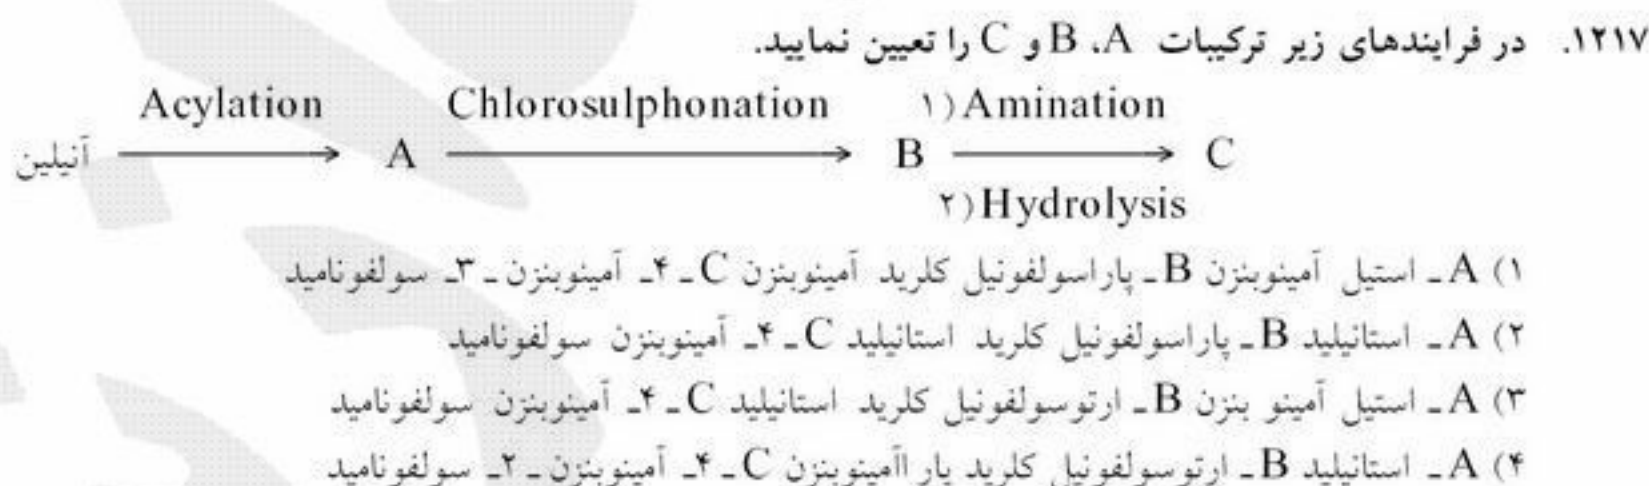 ۱۲۱۷. در فرایندهای زیر ترکیبات A، B و C را تعیین نمایید.
Acylation Chlorosulphonation ۱) Amination
آنیلین → A → B → C
۲) Hydrolysis
۱) A ـ استیل آمینوبنزن B ـ پاراسولفونیل کلرید آمینوبنزن C ـ ۴ـ آمینوبنزن ـ ۳ـ سولفونامید
۲) A ـ استانیلید B ـ پاراسولفونیل کلرید استانیلید C ـ ۴ـ آمینوبنزن سولفونامید
۳) A ـ استیل آمینو بنزن B ـ ارتوسولفونیل کلرید استانیلید C ـ ۴ـ آمینوبنزن سولفونامید
۴) A ـ استانیلید B ـ ارتوسولفونیل کلرید پار اآمینوبنزن C ـ ۴ـ آمینوبنزن ـ ۲ـ سولفونامید